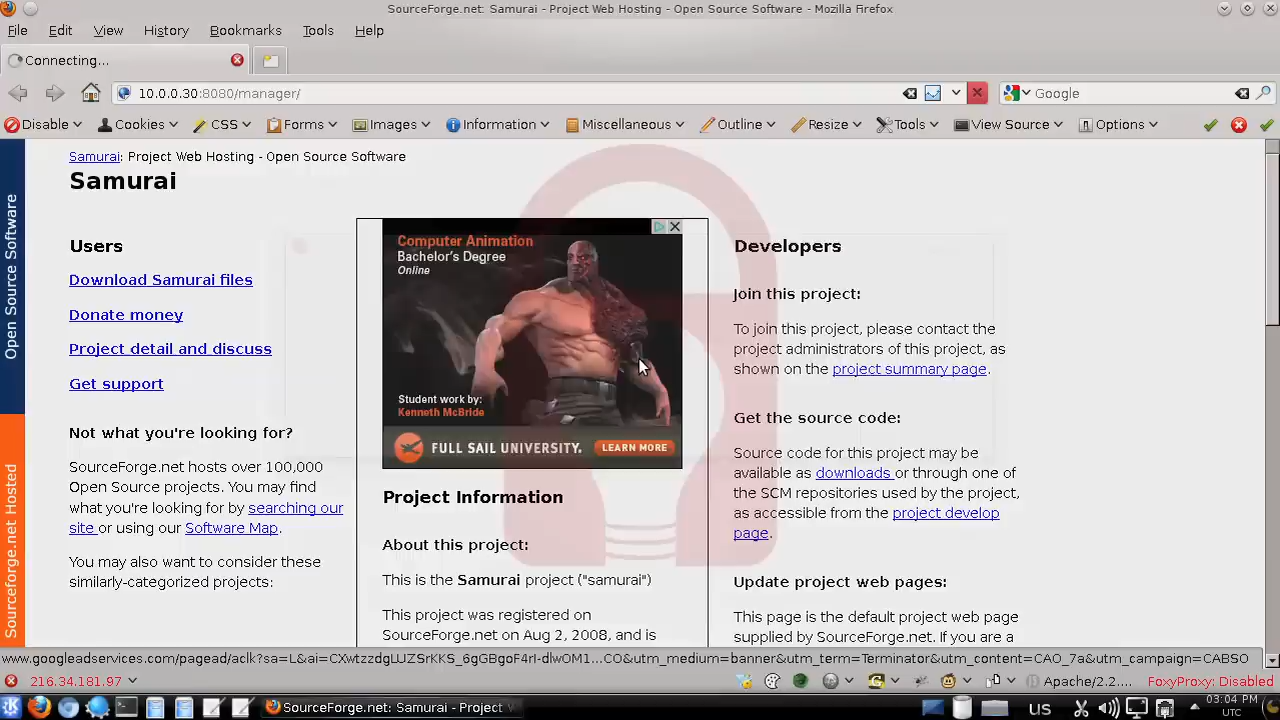 SourceForge.net: Samurai - Project Web Hosting - Open Source Software - Mozilla Firefox
File Edit View History Bookmarks Tools Help
Connecting...
10.0.0.30:8080/manager/
Google
Disable Cookies CSS Forms Images Information Miscellaneous Outline Resize Tools View Source Options
Open Source Software
Sourceforge.net Hosted
Samurai: Project Web Hosting - Open Source Software
Samurai
Users
Download Samurai files
Donate money
Project detail and discuss
Get support
Not what you're looking for?
SourceForge.net hosts over 100,000
Open Source projects. You may find
what you're looking for by searching our
site or using our Software Map.
You may also want to consider these
similarly-categorized projects:
Computer Animation
Bachelor's Degree
Online
Student work by:
Kenneth McBride
FULL SAIL UNIVERSITY.
LEARN MORE
Project Information
About this project:
This is the Samurai project ("samurai")
This project was registered on
SourceForge.net on Aug 2, 2008, and is
Developers
Join this project:
To join this project, please contact the
project administrators of this project, as
shown on the project summary page.
Get the source code:
Source code for this project may be
available as downloads or through one of
the SCM repositories used by the project,
as accessible from the project develop
page.
Update project web pages:
This page is the default project web page
supplied by SourceForge.net. If you are a
216.34.181.97
Apache/2.2.... FoxyProxy: Disabled
SourceForge.net: Samurai - Project W
us
03:04 PM
UTC